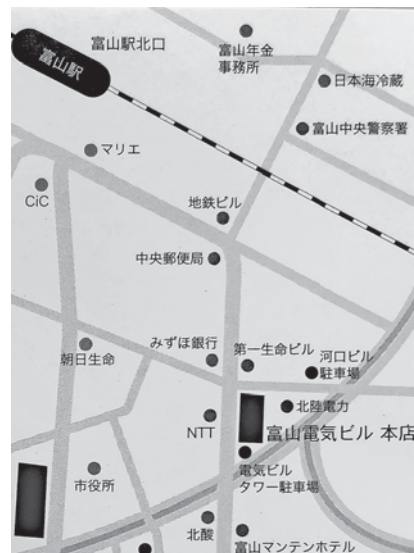 富山駅
富山駅北口
富山年金
事務所
日本海冷蔵
富山中央警察署
マリエ
CiC
地鉄ビル
中央郵便局
みずほ銀行
第一生命ビル
河口ビル
駐車場
朝日生命
北陸電力
NTT
富山電気ビル 本店
電気ビル
タワー駐車場
市役所
北酸
富山マンテンホテル